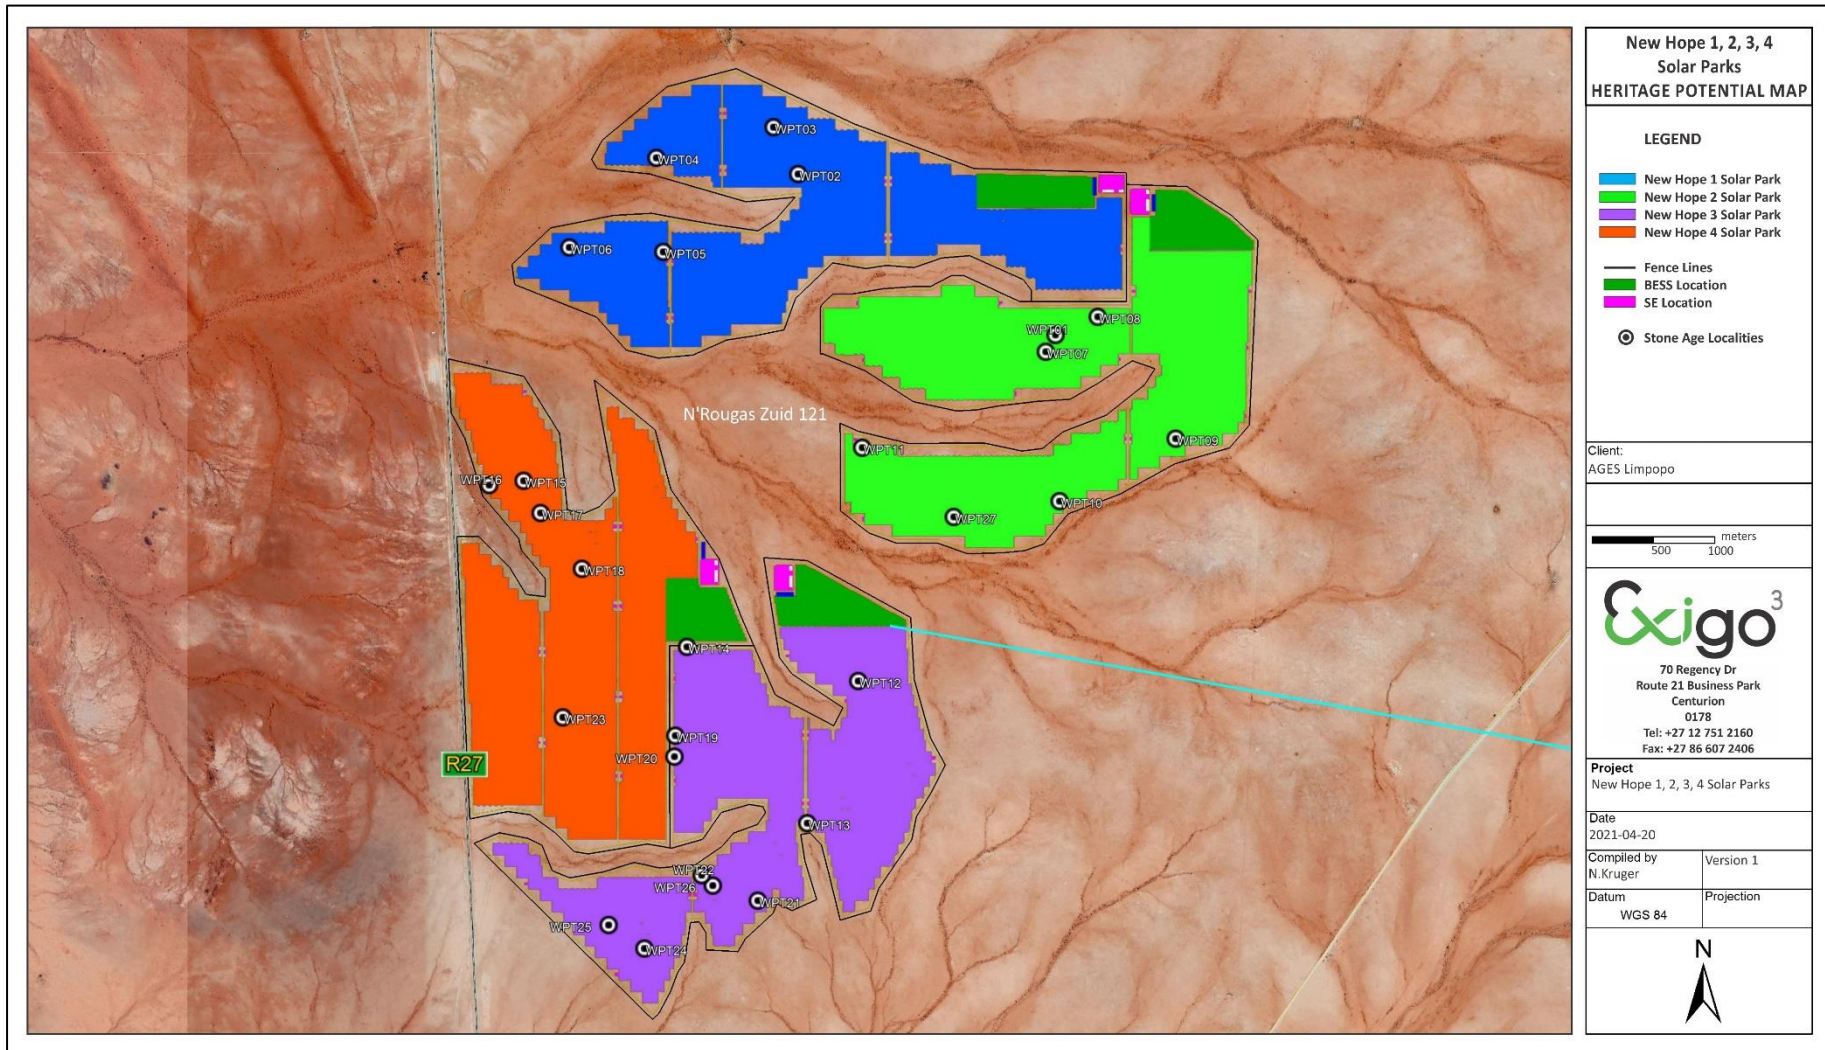 WPT03
WPT04
WPT02
WPT06
WPT05
WPT08
WPT01
WPT07
N'Rougas Zuid 121
WPT11
WPT09
WPT16
WPT15
WPT17
WPT10
WPT27
WPT18
WPT14
WPT12
WPT23
WPT19
WPT20
R27
WPT13
WPT22
WPT26
WPT21
WPT25
WPT24
New Hope 1, 2, 3, 4
Solar Parks
HERITAGE POTENTIAL MAP
LEGEND
New Hope 1 Solar Park
New Hope 2 Solar Park
New Hope 3 Solar Park
New Hope 4 Solar Park
Fence Lines
BESS Location
SE Location
Stone Age Localities
Client:
AGES Limpopo
meters
500 1000
Exigo3
70 Regency Dr
Route 21 Business Park
Centurion
0178
Tel: +27 12 751 2160
Fax: +27 86 607 2406
Project
New Hope 1, 2, 3, 4 Solar Parks
Date
2021-04-20
Compiled by
N.Kruger
Version 1
Datum
WGS 84
Projection
N